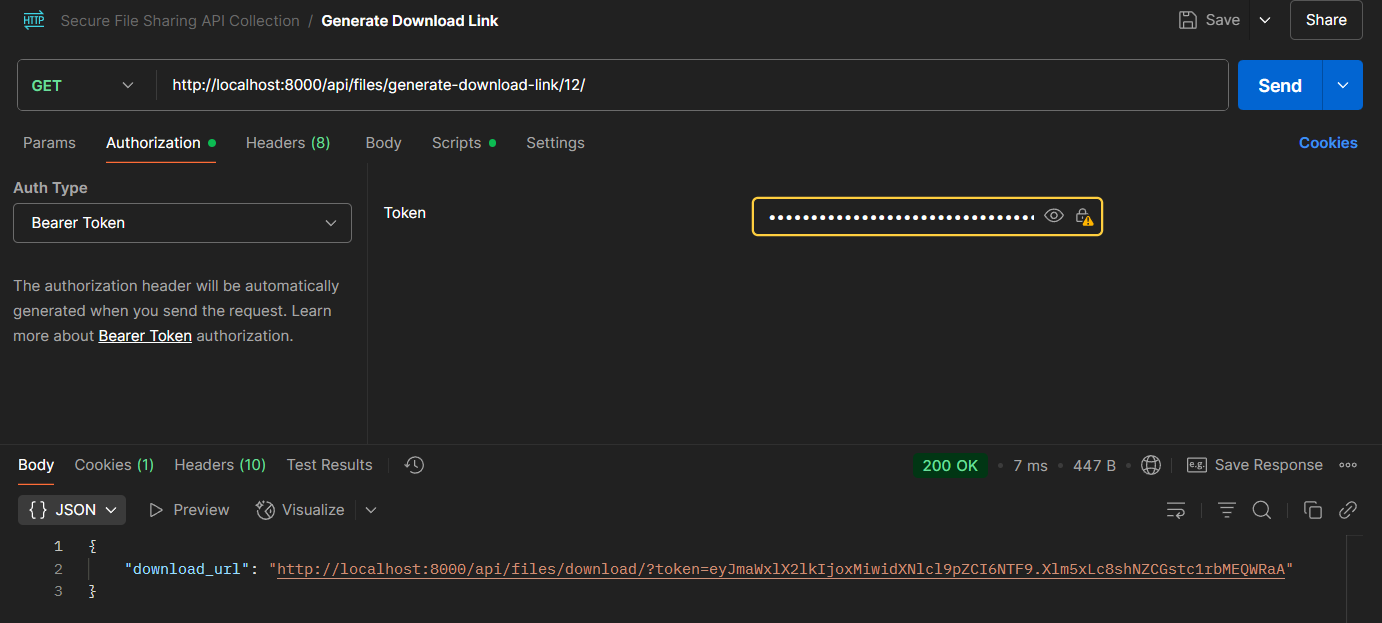 HTTP Secure File Sharing API Collection / Generate Download Link Save Share
GET http://localhost:8000/api/files/generate-download-link/12/ Send
Params Authorization Headers (8) Body Scripts Settings Cookies
Auth Type
Bearer Token
Token
The authorization header will be automatically
generated when you send the request. Learn
more about Bearer Token authorization.
Body Cookies (1) Headers (10) Test Results 200 OK 7 ms 447 B e.g. Save Response
{} JSON Preview Visualize
1 {
2 "download_url": "http://localhost:8000/api/files/download/?token=eyJmaWxlX2lkIjoxMiwidXNlcl9pZCI6NTF9.Xlm5xLc8shNZCGstc1rbMEQWRaA"
3 }